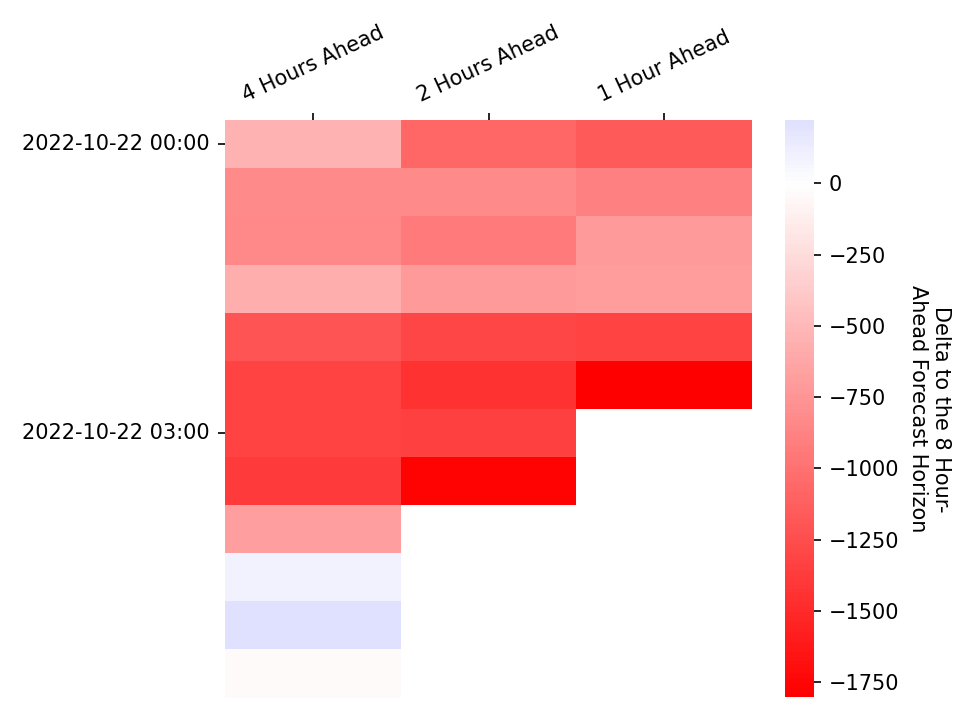 4 Hours Ahead
2 Hours Ahead
1 Hour Ahead
2022-10-22 00:00
2022-10-22 03:00
0
−250
−500
−750
−1000
−1250
−1500
−1750
Delta to the 8 Hour-
Ahead Forecast Horizon